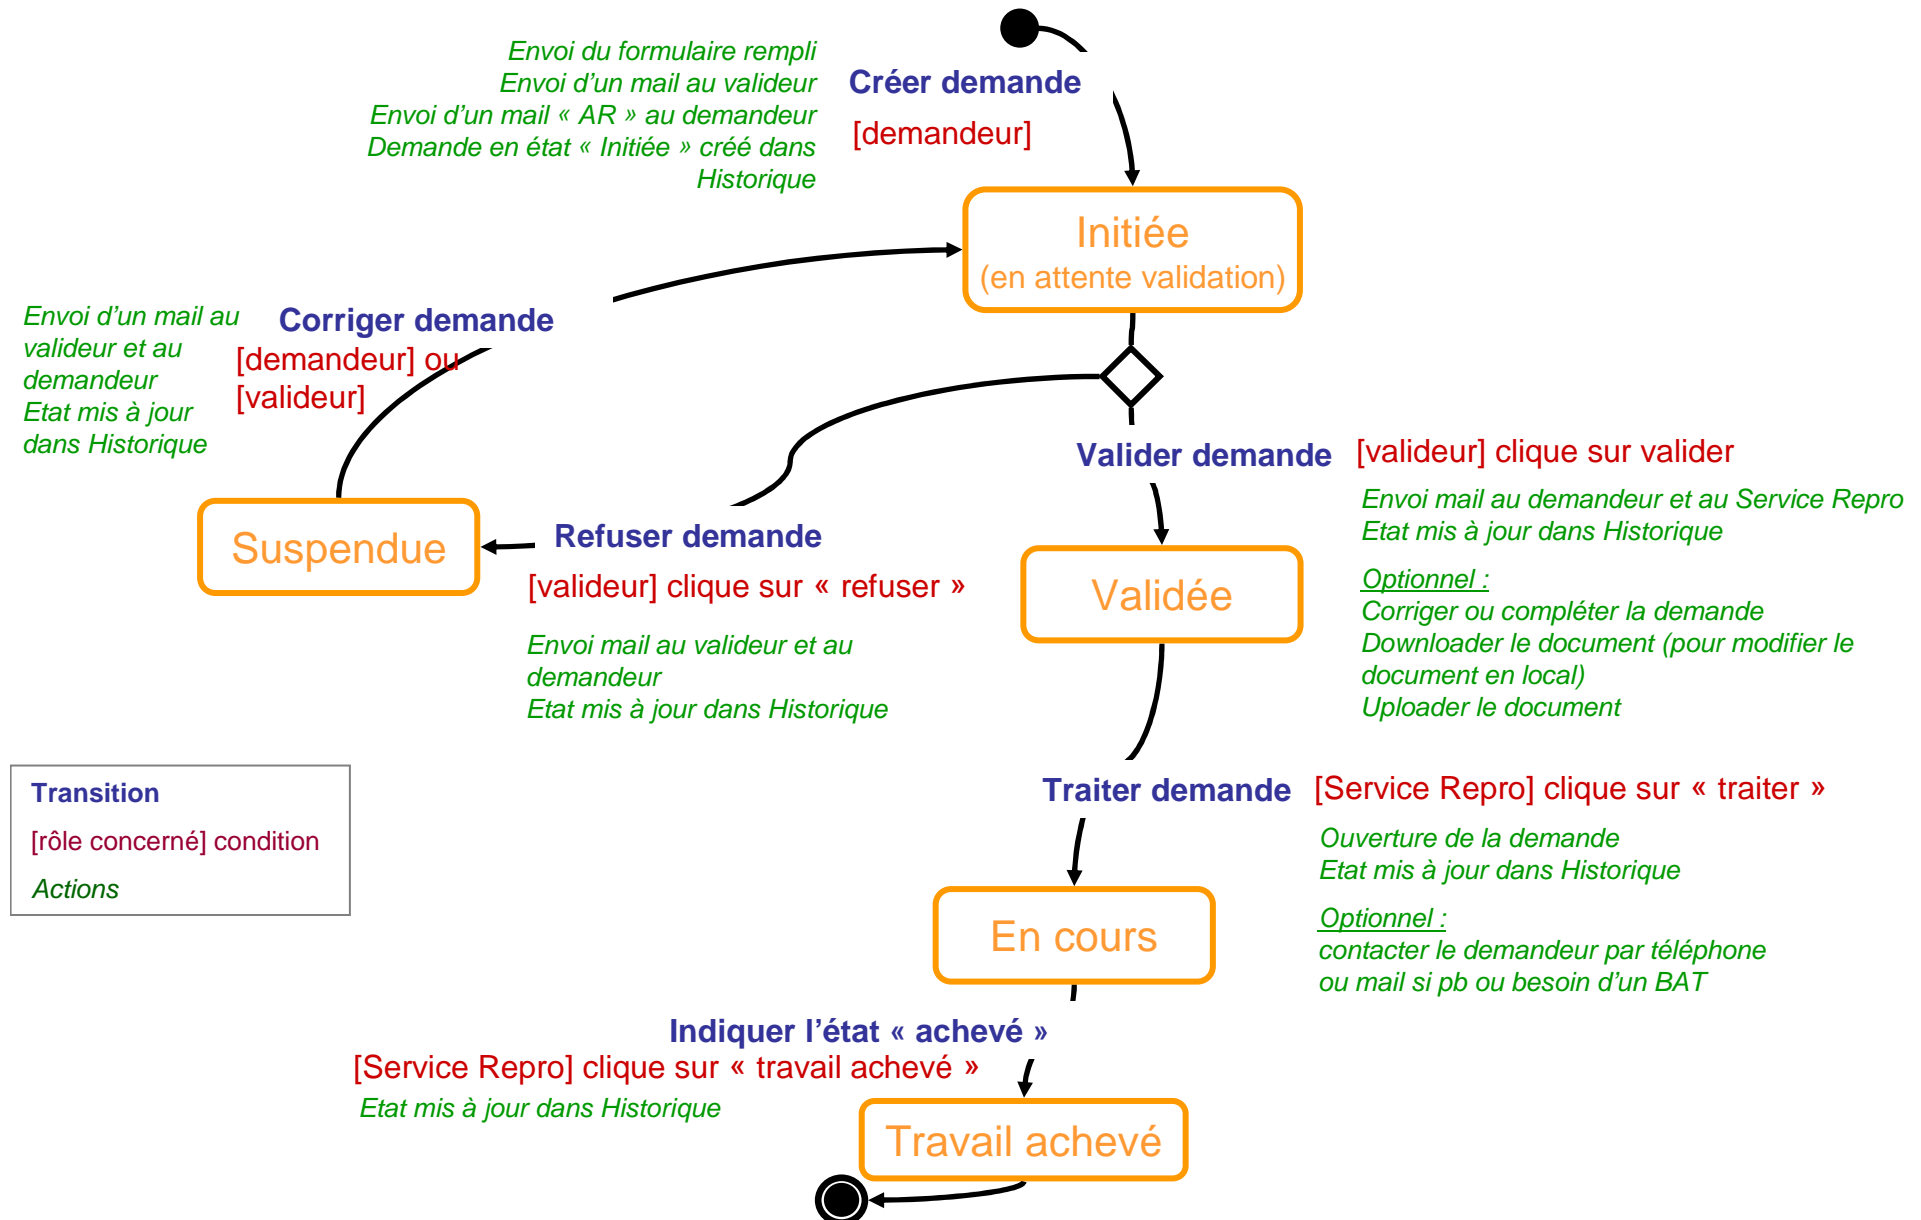 Envoi du formulaire rempli
Envoi d'un mail au valideur
Envoi d'un mail « AR » au demandeur
Demande en état « Initiée » créé dans
Historique
Créer demande
[demandeur]
Initiée
(en attente validation)
Envoi d'un mail au
valideur et au
demandeur
Etat mis à jour
dans Historique
Corriger demande
[demandeur] ou
[valideur]
Valider demande
[valideur] clique sur valider
Envoi mail au demandeur et au Service Repro
Etat mis à jour dans Historique
Optionnel :
Corriger ou compléter la demande
Downloader le document (pour modifier le
document en local)
Uploader le document
Suspendue
Refuser demande
[valideur] clique sur « refuser »
Envoi mail au valideur et au
demandeur
Etat mis à jour dans Historique
Validée
Transition
[rôle concerné] condition
Actions
Traiter demande
[Service Repro] clique sur « traiter »
Ouverture de la demande
Etat mis à jour dans Historique
Optionnel :
contacter le demandeur par téléphone
ou mail si pb ou besoin d'un BAT
En cours
Indiquer l'état « achevé »
[Service Repro] clique sur « travail achevé »
Etat mis à jour dans Historique
Travail achevé